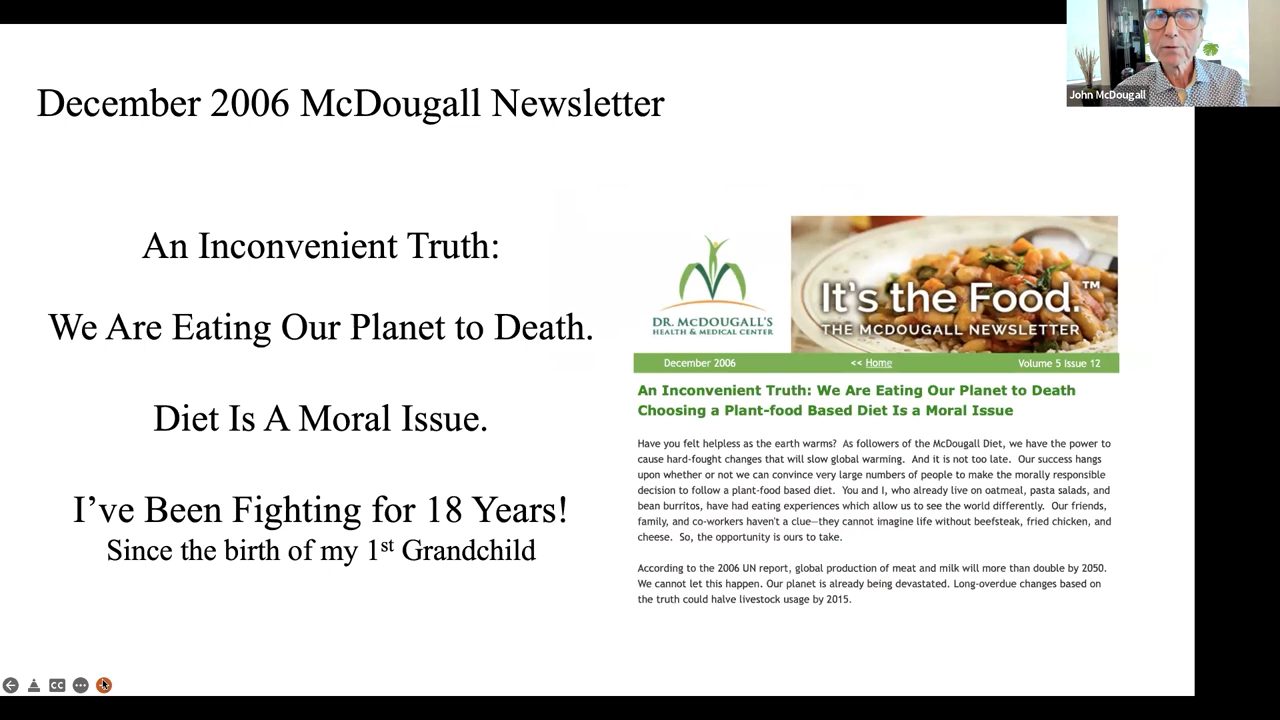 John McDougall
December 2006 McDougall Newsletter
An Inconvenient Truth:
We Are Eating Our Planet to Death.
Diet Is A Moral Issue.
I’ve Been Fighting for 18 Years!
Since the birth of my 1st Grandchild
DR. MCDOUGALL'S
HEALTH & MEDICAL CENTER
It's the Food.™
THE MCDOUGALL NEWSLETTER
December 2006 << Home Volume 5 Issue 12
An Inconvenient Truth: We Are Eating Our Planet to Death
Choosing a Plant-food Based Diet Is a Moral Issue
Have you felt helpless as the earth warms? As followers of the McDougall Diet, we have the power to
cause hard-fought changes that will slow global warming. And it is not too late. Our success hangs
upon whether or not we can convince very large numbers of people to make the morally responsible
decision to follow a plant-food based diet. You and I, who already live on oatmeal, pasta salads, and
bean burritos, have had eating experiences which allow us to see the world differently. Our friends,
family, and co-workers haven't a clue—they cannot imagine life without beefsteak, fried chicken, and
cheese. So, the opportunity is ours to take.
According to the 2006 UN report, global production of meat and milk will more than double by 2050.
We cannot let this happen. Our planet is already being devastated. Long-overdue changes based on
the truth could halve livestock usage by 2015.
CC